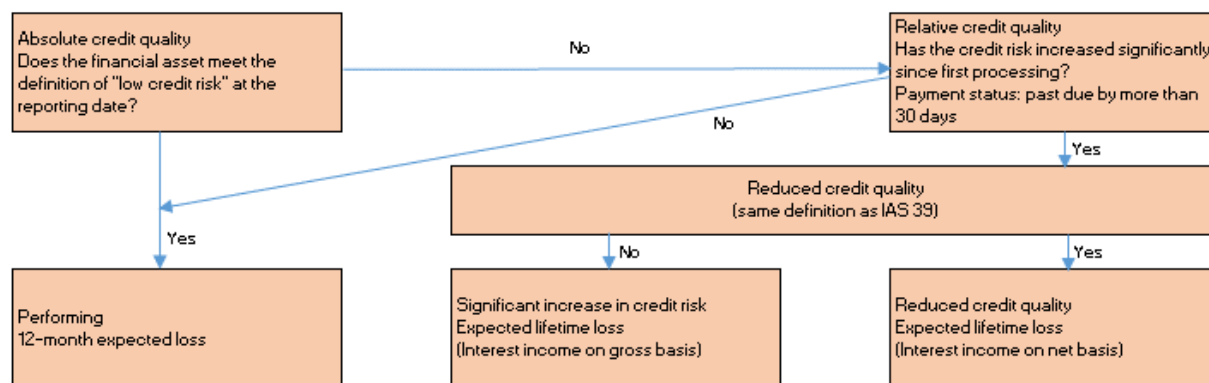 Absolute credit quality
Does the financial asset meet the
definition of "low credit risk" at the
reporting date?
No
Relative credit quality
Has the credit risk increased significantly
since first processing?
Payment status: past due by more than
30 days
No
Yes
Reduced credit quality
(same definition as IAS 39)
Yes
No
Yes
Performing
12-month expected loss
Significant increase in credit risk
Expected lifetime loss
(Interest income on gross basis)
Reduced credit quality
Expected lifetime loss
(Interest income on net basis)